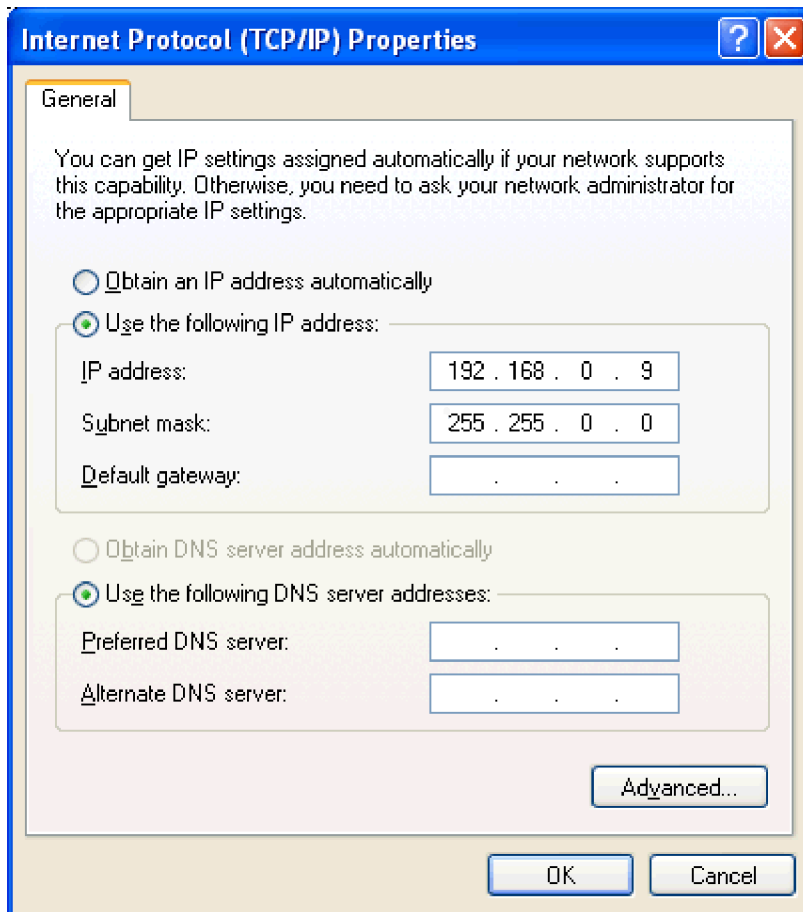 Internet Protocol (TCP/IP) Properties
General
You can get IP settings assigned automatically if your network supports
this capability. Otherwise, you need to ask your network administrator for
the appropriate IP settings.
Obtain an IP address automatically
Use the following IP address:
IP address: 192 . 168 . 0 . 9
Subnet mask: 255 . 255 . 0 . 0
Default gateway: . . .
Obtain DNS server address automatically
Use the following DNS server addresses:
Preferred DNS server: . . .
Alternate DNS server: . . .
Advanced...
OK Cancel